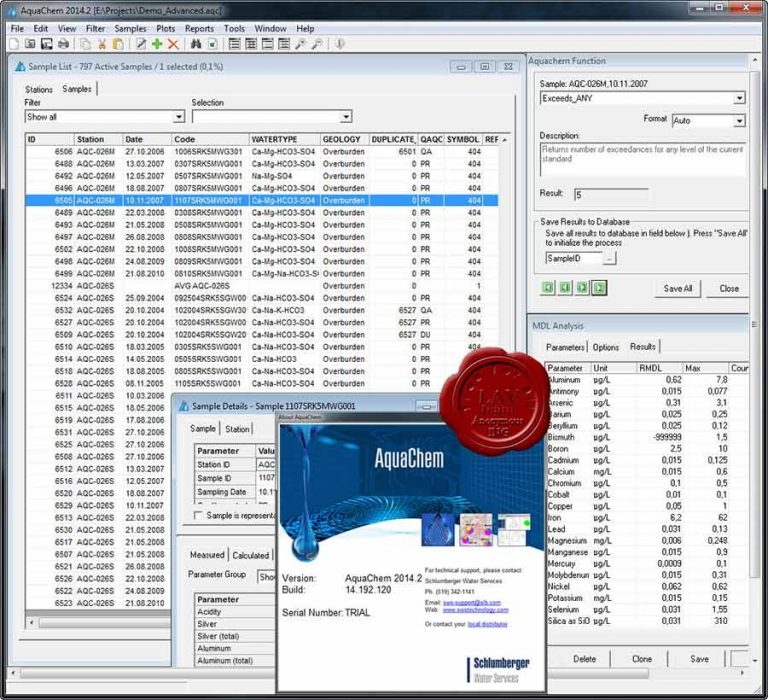 AquaChem 2014.2 [E:\Projects\Demo_Advanced.aqc]
File Edit View Filter Samples Plots Reports Tools Window Help
Sample List - 797 Active Samples / 1 selected (0,1%)
Stations Samples
Filter Selection
Show all
ID Station Date Code WATERTYPE GEOLOGY DUPLICATE_ QAQC SYMBOL REF
6506 AQC-026M 27.10.2006 1006SRK5MWG301 Ca-Mg-HCO3-SO4 Overburden 6501 QA 404
6488 AQC-026M 13.03.2007 0307SRK5MWG001 Ca-Mg-HCO3-SO4 Overburden 0 PR 404
6492 AQC-026M 12.05.2007 0507SRK5MWG001 Na-Mg-SO4 Overburden 0 PR 404
6496 AQC-026M 18.08.2007 0807SRK5MWG001 Ca-Mg-HCO3-SO4 Overburden 0 PR 404
6505 AQC-026M 10.11.2007 1107SRK5MWG001 Ca-Mg-HCO3-SO4 Overburden 0 PR 404
6489 AQC-026M 22.03.2008 0308SRK5MWG001 Ca-Mg-HCO3-SO4 Overburden 0 PR 404
6493 AQC-026M 21.05.2008 0508SRK5MWG001 Ca-Mg-HCO3-SO4 Overburden 0 PR 404
6497 AQC-026M 26.08.2008 0808SRK5MWG001 Ca-Mg-HCO3-SO4 Overburden 0 PR 404
6502 AQC-026M 22.10.2008 1008SRK5MWG001 Ca-Mg-HCO3-SO4 Overburden 0 PR 404
6498 AQC-026M 24.08.2009 0809SRK5MWG001 Ca-Mg-HCO3-SO4 Overburden 0 PR 404
6499 AQC-026M 21.08.2010 0810SRK5MWG001 Ca-Mg-Na-HCO3-S Overburden 0 PR 404
12334 AQC-026S AVG AQC-026S Overburden 0 1
6524 AQC-026S 25.09.2004 092504SRK5SGW00 Ca-Na-HCO3-SO4 Overburden 0 PR 404
6532 AQC-026S 20.10.2004 102004SRK5SGW30 Ca-Na-K-HCO3 Overburden 6527 QA 404
6527 AQC-026S 20.10.2004 102004SRK5SGW00 Ca-Na-HCO3-SO4 Overburden 6527 PR 404
6509 AQC-026S 20.10.2004 102004SRK5SGW20 Ca-Na-HCO3-SO4 Overburden 6527 DU 404
6510 AQC-026S 18.03.2005 0305SRK5SWG001 Ca-Na-HCO3-SO4 Overburden 0 PR 404
6514 AQC-026S 14.05.2005 0505SRK5SWG001 Ca-Na-HCO3 Overburden
6518 AQC-026S 21.08.2005 0805SRK5SWG001 Ca-Na-HCO3-SO4 Overburden
6528 AQC-026S 08.11.2005 1105SRK5SWG001 Ca-Na-HCO3-SO4 Overburden
6511 AQC-026S 10.03.2006
6515 AQC-026S 18.05.2006
6519 AQC-026S 17.08.2006
6531 AQC-026S 27.10.2006
6508 AQC-026S 27.10.2006
6530 AQC-026S 27.10.2006
6512 AQC-026S 13.03.2007
6516 AQC-026S 12.05.2007
6520 AQC-026S 18.08.2007
6529 AQC-026S 10.11.2007
6513 AQC-026S 22.03.2008
6530 AQC-026S 21.05.2008
6517 AQC-026S 21.05.2008
6507 AQC-026S 21.05.2008
6521 AQC-026S 26.08.2008
6526 AQC-026S 22.10.2008
6522 AQC-026S 24.08.2009
6523 AQC-026S 21.08.2010
Sample Details - Sample 1107SRK5MWG001
Sample Station
Parameter Valu
Station ID AQC
Sample ID 1107
Sampling Date 10.1
Sample is representa
Measured Calculated
Parameter Group Sho
Parameter
Acidity
Silver
Silver (total)
Aluminum
Aluminum (total)
About AquaChem
AquaChem
Version: AquaChem 2014.2
Build: 14.192.120
Serial Number: TRIAL
For technical support, please contact:
Schlumberger Water Services
Ph. (519) 342-1141
Email: sws-support@slb.com
Web: www.swstechnology.com
Or contact your local distributor
Schlumberger
Water Services
LAV
Anonymous
Aquachem Function
Sample: AQC-026M,10.11.2007
Exceeds_ANY
Format Auto
Description:
Returns number of exceedances for any level of the current
standard
Result: 5
Save Results to Database
Save all results to database in field below ). Press "Save All"
to initialize the process
SampleID ...
Save All Close
MDL Analysis
Parameters Options Results
Parameter Unit RMDL Max Coun
Aluminum µg/L 0,62 7,8
Antimony µg/L 0,015 0,077
Arsenic µg/L 0,31 3,1
Barium µg/L 0,025 0,25
Beryllium µg/L 0,025 0,12
Bismuth µg/L -999999 1,5
Boron µg/L 2,5 10
Cadmium µg/L 0,015 0,125
Calcium mg/L 0,015 0,6
Chromium µg/L 0,1 0,5
Cobalt µg/L 0,01 0,1
Copper µg/L 0,05 1
Iron µg/L 6,2 62
Lead µg/L 0,031 0,13
Magnesium mg/L 0,006 0,248
Manganese µg/L 0,015 0,9
Mercury µg/L 0,0009 0,1
Molybdenun µg/L 0,015 0,31
Nickel µg/L 0,062 0,62
Potassium mg/L 0,015 0,15
Selenium µg/L 0,031 1,55
Silica as SiO µg/L 0,031 310
Delete Clone Save